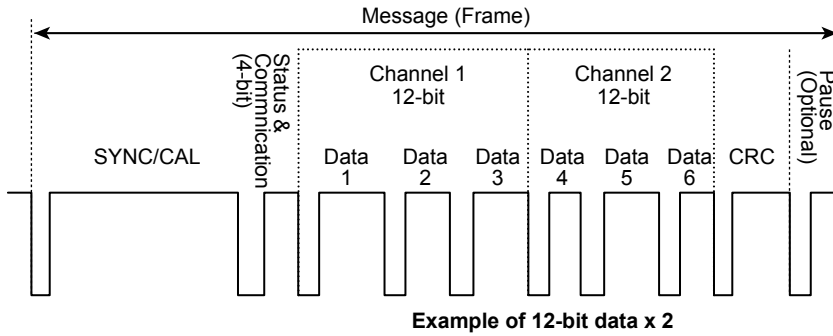 Message (Frame)
Status &
Commnication
(4-bit)
Channel 1
12-bit
Channel 2
12-bit
Pause
(Optional)
SYNC/CAL
Data
1
Data
2
Data
3
Data
4
Data
5
Data
6
CRC
Example of 12-bit data x 2